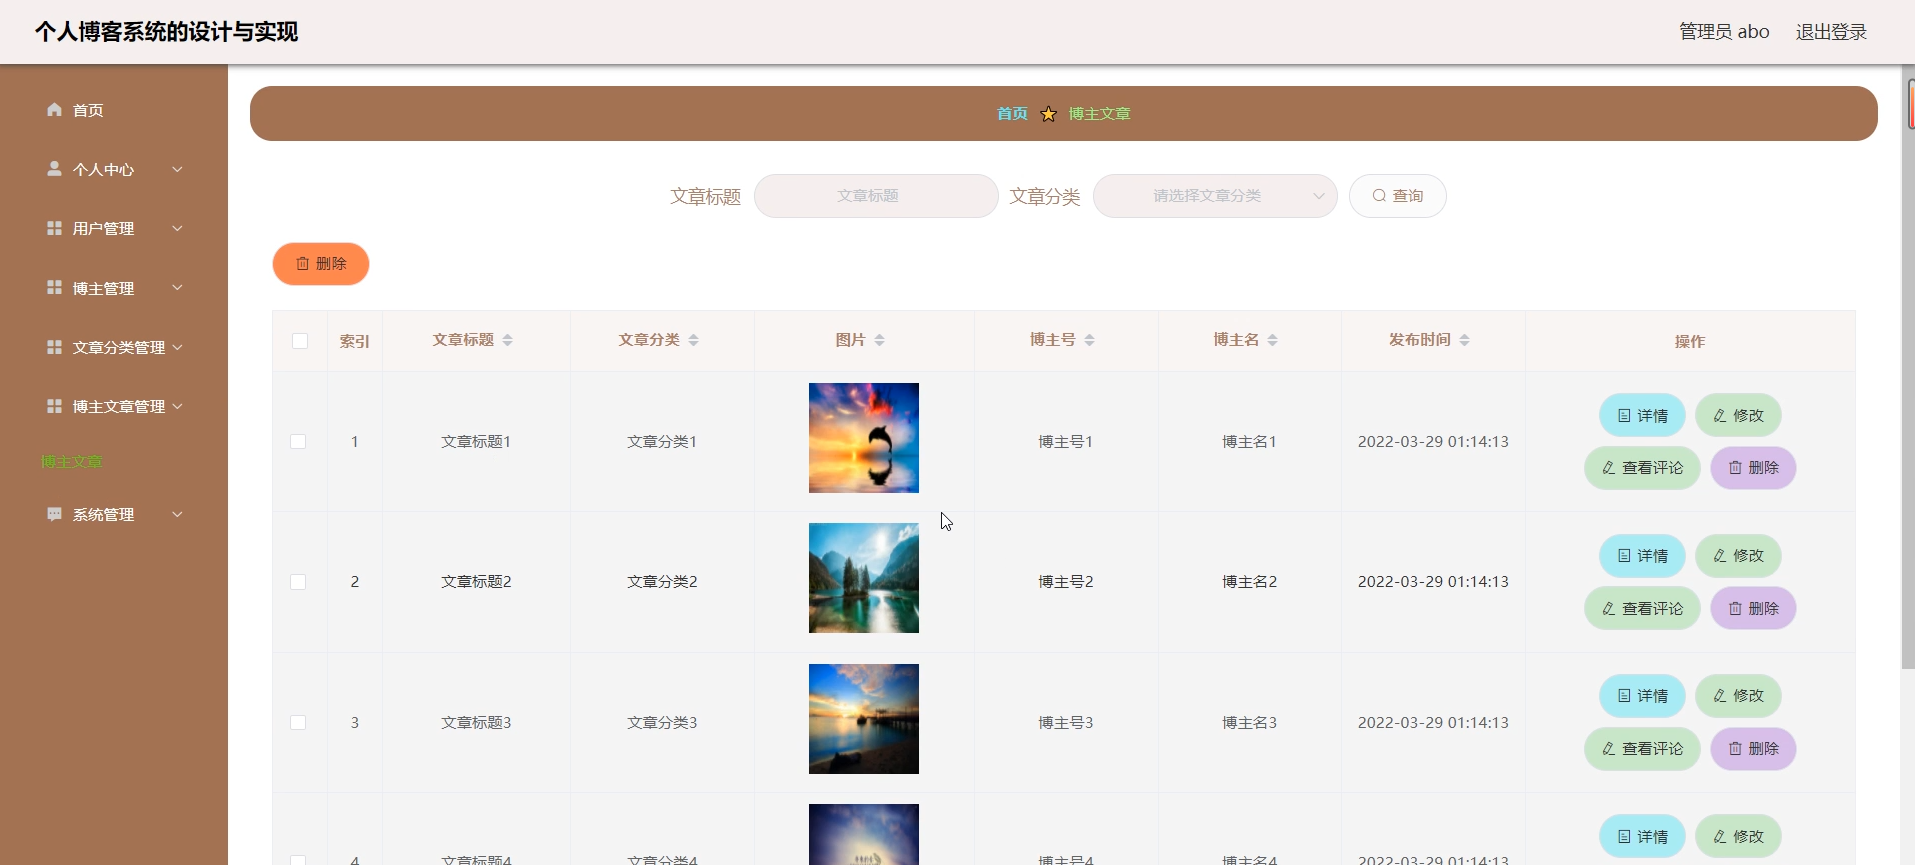 个人博客系统的设计与实现
管理员 abo 退出登录
首页
个人中心
用户管理
博主管理
文章分类管理
博主文章管理
博主文章
系统管理
首页 博主文章
文章标题 文章标题 文章分类 请选择文章分类 查询
删除
索引 文章标题 文章分类 图片 博主号 博主名 发布时间 操作
1 文章标题1 文章分类1 博主号1 博主名1 2022-03-29 01:14:13 详情 修改
查看评论 删除
2 文章标题2 文章分类2 博主号2 博主名2 2022-03-29 01:14:13 详情 修改
查看评论 删除
3 文章标题3 文章分类3 博主号3 博主名3 2022-03-29 01:14:13 详情 修改
查看评论 删除
4 文章标题4 文章分类4 博主号4 博主名4 2022-03-29 01:14:13 详情 修改